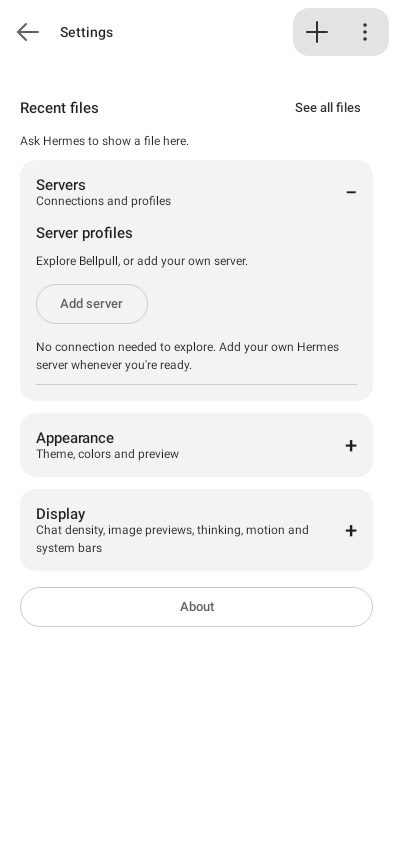 Settings
Recent files
See all files
Ask Hermes to show a file here.
Servers
Connections and profiles
Server profiles
Explore Bellpull, or add your own server.
Add server
No connection needed to explore. Add your own Hermes
server whenever you're ready.
Appearance
Theme, colors and preview
Display
Chat density, image previews, thinking, motion and
system bars
About